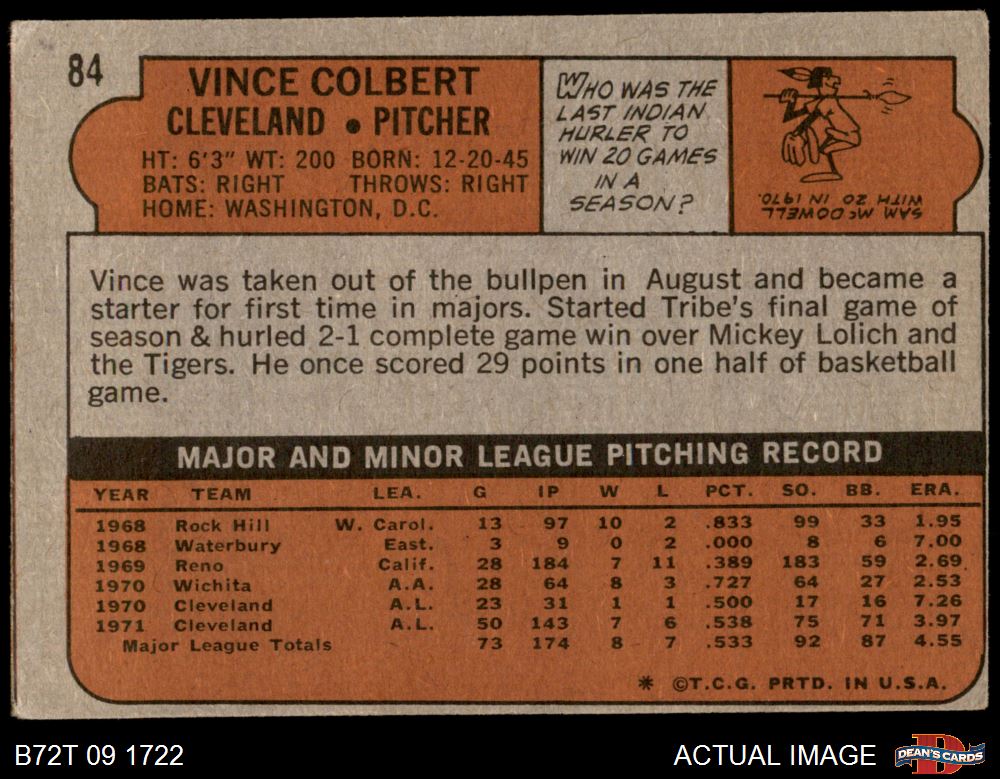 84
VINCE COLBERT
CLEVELAND • PITCHER
HT: 6'3" WT: 200 BORN: 12-20-45
BATS: RIGHT THROWS: RIGHT
HOME: WASHINGTON, D.C.
WHO WAS THE
LAST INDIAN
HURLER TO
WIN 20 GAMES
IN A
SEASON?
SAM McDOWELL
WITH 20 IN 1970.
Vince was taken out of the bullpen in August and became a
starter for first time in majors. Started Tribe's final game of
season & hurled 2-1 complete game win over Mickey Lolich and
the Tigers. He once scored 29 points in one half of basketball
game.
MAJOR AND MINOR LEAGUE PITCHING RECORD
YEAR TEAM LEA. G IP W L PCT. SO. BB. ERA.
1968 Rock Hill W. Carol. 13 97 10 2 .833 99 33 1.95
1968 Waterbury East. 3 9 0 2 .000 8 6 7.00
1969 Reno Calif. 28 184 7 11 .389 183 59 2.69
1970 Wichita A.A. 28 64 8 3 .727 64 27 2.53
1970 Cleveland A.L. 23 31 1 1 .500 17 16 7.26
1971 Cleveland A.L. 50 143 7 6 .538 75 71 3.97
Major League Totals 73 174 8 7 .533 92 87 4.55
* ©T.C.G. PRTD. IN U.S.A.
B72T 09 1722
ACTUAL IMAGE
DEAN'S CARDS